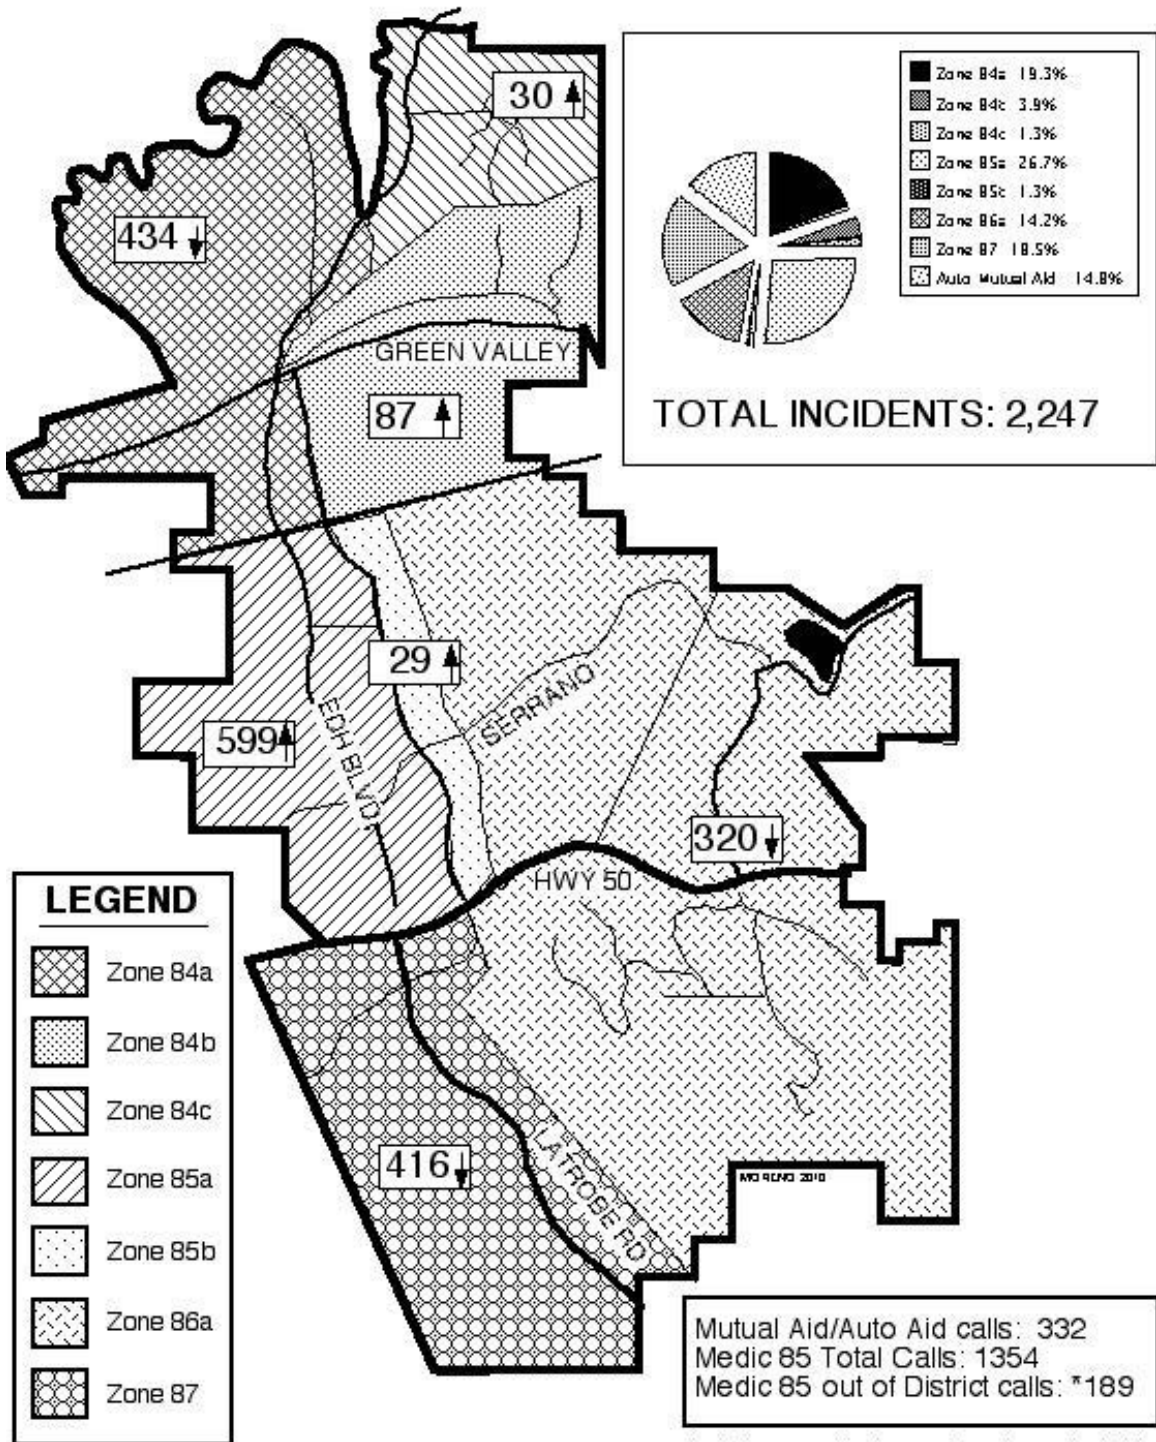 30
Zone 84a 19.3%
Zone 84b 3.9%
Zone 84c 1.3%
Zone 85a 26.7%
Zone 85b 1.3%
Zone 86a 14.2%
Zone 87 18.5%
Auto Mutual Aid 14.8%
434
GREEN VALLEY
87
TOTAL INCIDENTS: 2,247
29
SERRANO
599
EDH BLVD
320
HWY 50
LEGEND
Zone 84a
Zone 84b
Zone 84c
Zone 85a
Zone 85b
Zone 86a
Zone 87
416
LATROBE RD
MORENO 2010
Mutual Aid/Auto Aid calls: 332
Medic 85 Total Calls: 1354
Medic 85 out of District calls: *189